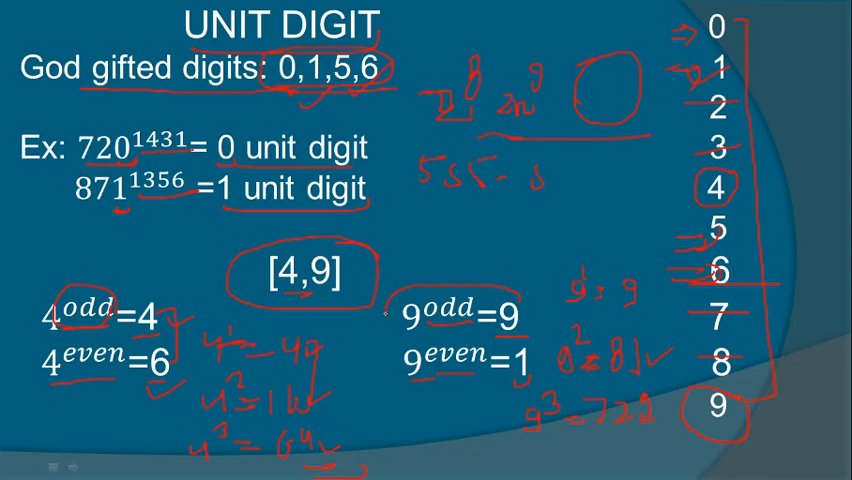 UNIT DIGIT
God gifted digits: 0,1,5,6
Ex: 720^1431 = 0 unit digit
871^1356 =1 unit digit
555=
[4,9]
4^odd=4
4^even=6
4^1=4
4^2=16
4^3=64
9^odd=9
9^even=1
9^1=9
9^2=81
9^3=729
0
1
2
3
4
5
6
7
8
9